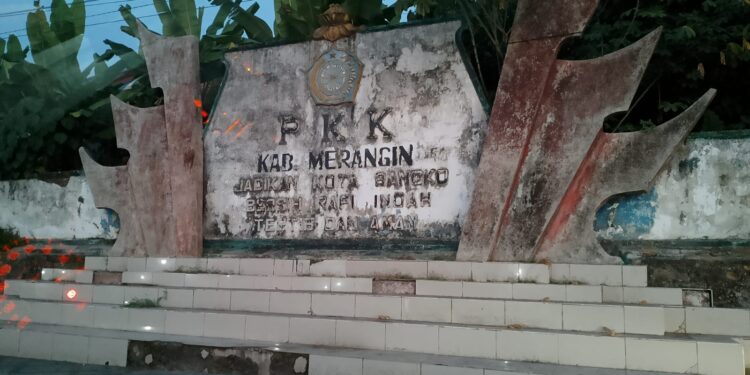 PKK
KAB. MERANGIN
JADIKAN KOTA BANGKO
BERSIH RAPI INDAH
TERTIB DAN AMAN